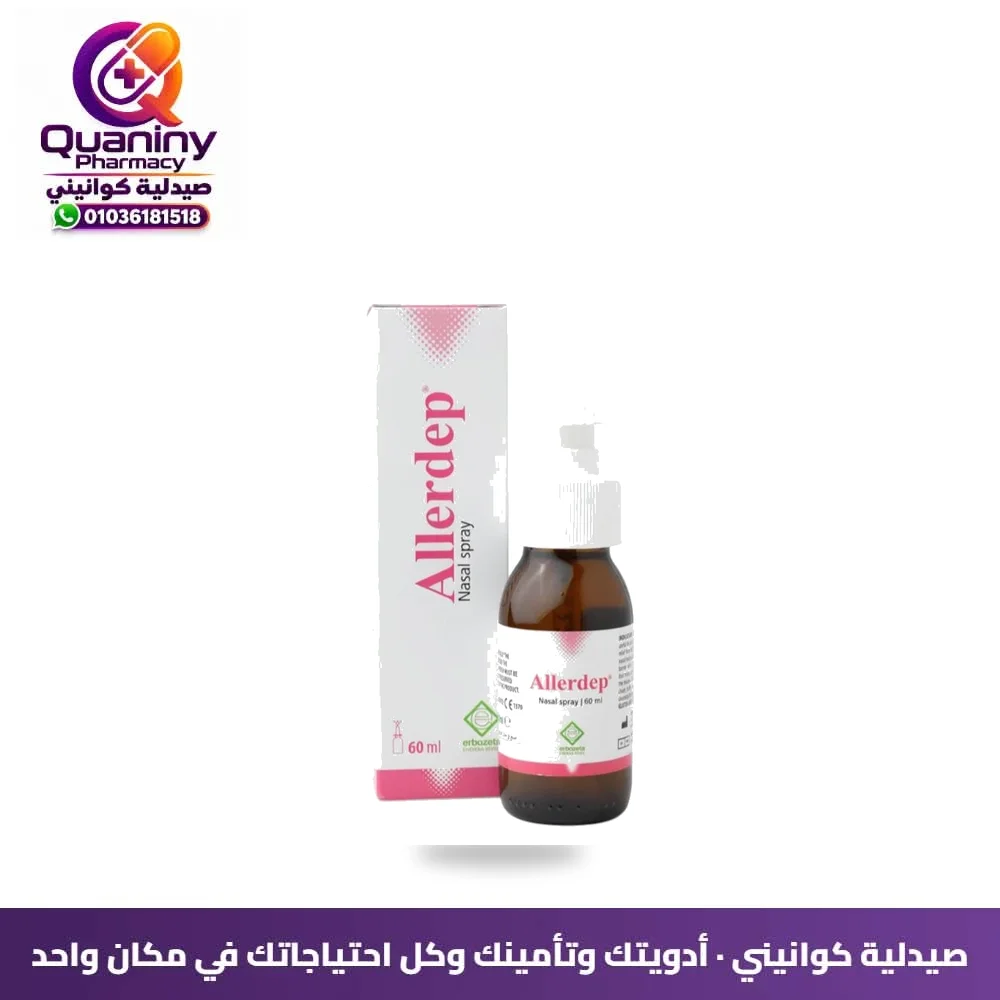 Quaniny
Pharmacy
صيدلية كوانيني
01036181518
Allerdep®
Nasal spray
60 ml
erbozeta
Allerdep®
Nasal spray | 60 ml
erbozeta
صيدلية كوانيني · أدويتك وتأمينك وكل احتياجاتك في مكان واحد